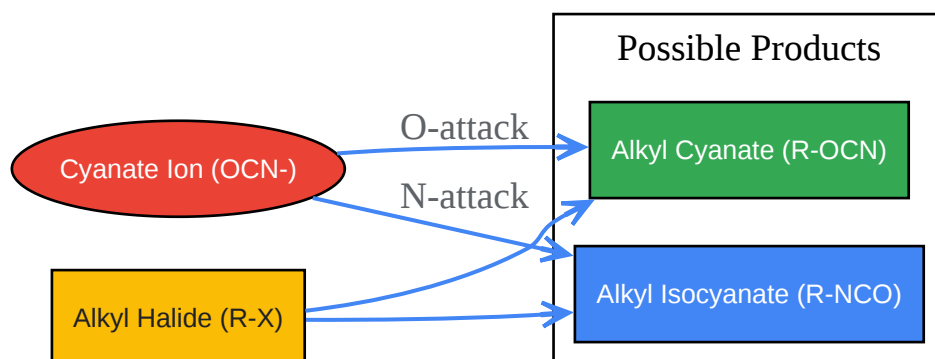 Possible Products
O-attack
Alkyl Cyanate (R-OCN)
Cyanate Ion (OCN-)
N-attack
Alkyl Isocyanate (R-NCO)
Alkyl Halide (R-X)